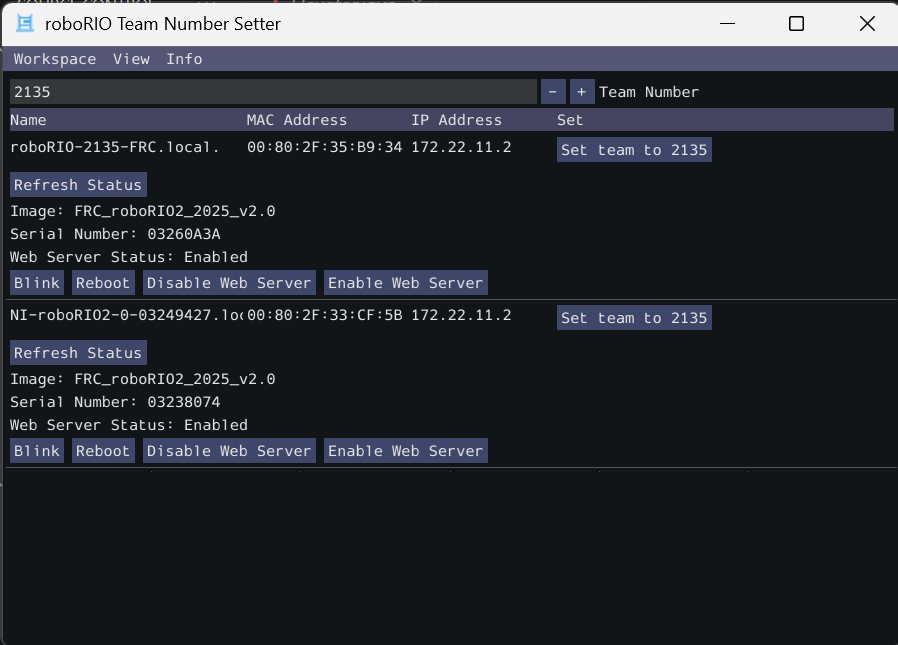 roboRIO Team Number Setter
Workspace View Info
2135 - + Team Number
Name MAC Address IP Address Set
roboRIO-2135-FRC.local. 00:80:2F:35:B9:34 172.22.11.2 Set team to 2135
Refresh Status
Image: FRC_roboRIO2_2025_v2.0
Serial Number: 03260A3A
Web Server Status: Enabled
Blink Reboot Disable Web Server Enable Web Server
NI-roboRIO2-0-03249427.loc 00:80:2F:33:CF:5B 172.22.11.2 Set team to 2135
Refresh Status
Image: FRC_roboRIO2_2025_v2.0
Serial Number: 03238074
Web Server Status: Enabled
Blink Reboot Disable Web Server Enable Web Server